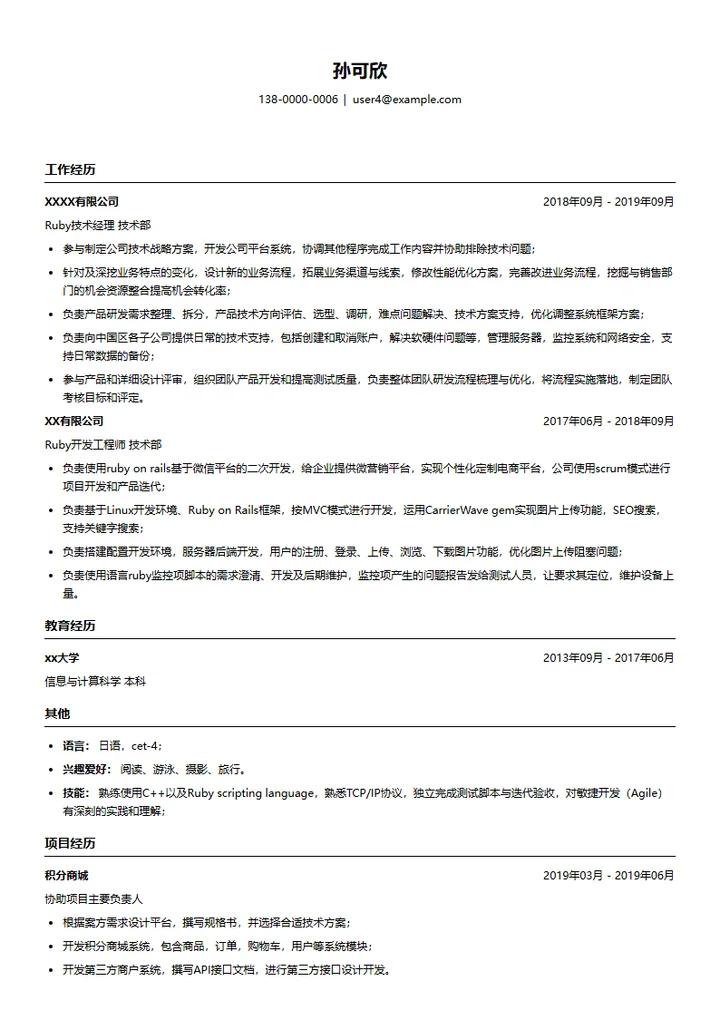 孙可欣
138-0000-0006 | user4@example.com
工作经历
XXXX有限公司 2018年09月 - 2019年09月
Ruby技术经理 技术部
• 参与制定公司技术战略方案，开发公司平台系统，协调其他程序完成工作内容并协助排除技术问题；
• 针对及深挖业务特点的变化，设计新的业务流程，拓展业务渠道与线索，修改性能优化方案，完善改进业务流程，挖掘与销售部
门的机会资源整合提高机会转化率；
• 负责产品研发需求整理、拆分，产品技术方向评估、选型、调研，难点问题解决、技术方案支持，优化调整系统框架方案；
• 负责向中国区各子公司提供日常的技术支持，包括创建和取消账户，解决软硬件问题等，管理服务器，监控系统和网络安全，支
持日常数据的备份；
• 参与产品和详细设计评审，组织团队产品开发和提高测试质量，负责整体团队研发流程梳理与优化，将流程实施落地，制定团队
考核目标和评定。
XX有限公司 2017年06月 - 2018年09月
Ruby开发工程师 技术部
• 负责使用ruby on rails基于微信平台的二次开发，给企业提供微营销平台，实现个性化定制电商平台，公司使用scrum模式进行
项目开发和产品迭代；
• 负责基于Linux开发环境、Ruby on Rails框架，按MVC模式进行开发，运用CarrierWave gem实现图片上传功能，SEO搜索，
支持关键字搜索；
• 负责搭建配置开发环境，服务器后端开发，用户的注册、登录、上传、浏览、下载图片功能，优化图片上传阻塞问题；
• 负责使用语言ruby监控项脚本的需求澄清、开发及后期维护，监控项产生的问题报告发给测试人员，让要求其定位，维护设备上
量。
教育经历
xx大学 2013年09月 - 2017年06月
信息与计算科学 本科
其他
• 语言： 日语，cet-4；
• 兴趣爱好： 阅读、游泳、摄影、旅行。
• 技能： 熟练使用C++以及Ruby scripting language，熟悉TCP/IP协议，独立完成测试脚本与迭代验收，对敏捷开发（Agile）
有深刻的实践和理解；
项目经历
积分商城 2019年03月 - 2019年06月
协助项目主要负责人
• 根据案方需求设计平台，撰写规格书，并选择合适技术方案；
• 开发积分商城系统，包含商品，订单，购物车，用户等系统模块；
• 开发第三方商户系统，撰写API接口文档，进行第三方接口设计开发。